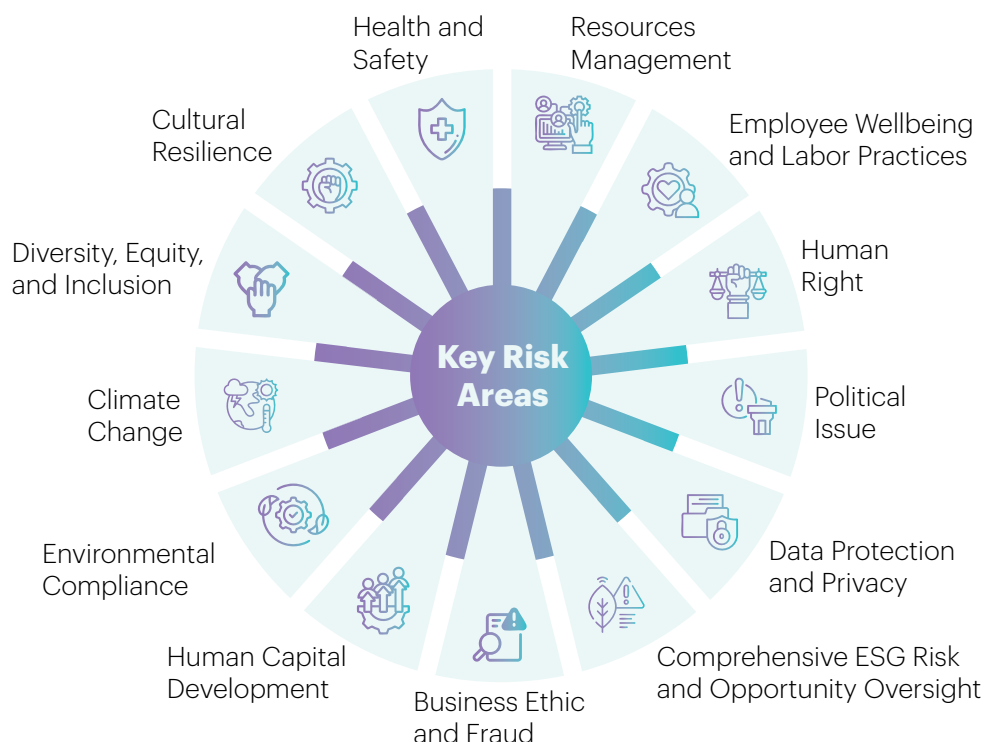 Health and
Safety
Resources
Management
Employee Wellbeing
and Labor Practices
Human
Right
Political
Issue
Data Protection
and Privacy
Comprehensive ESG Risk
and Opportunity Oversight
Business Ethic
and Fraud
Human Capital
Development
Environmental
Compliance
Climate
Change
Diversity, Equity,
and Inclusion
Cultural
Resilience
Key Risk
Areas